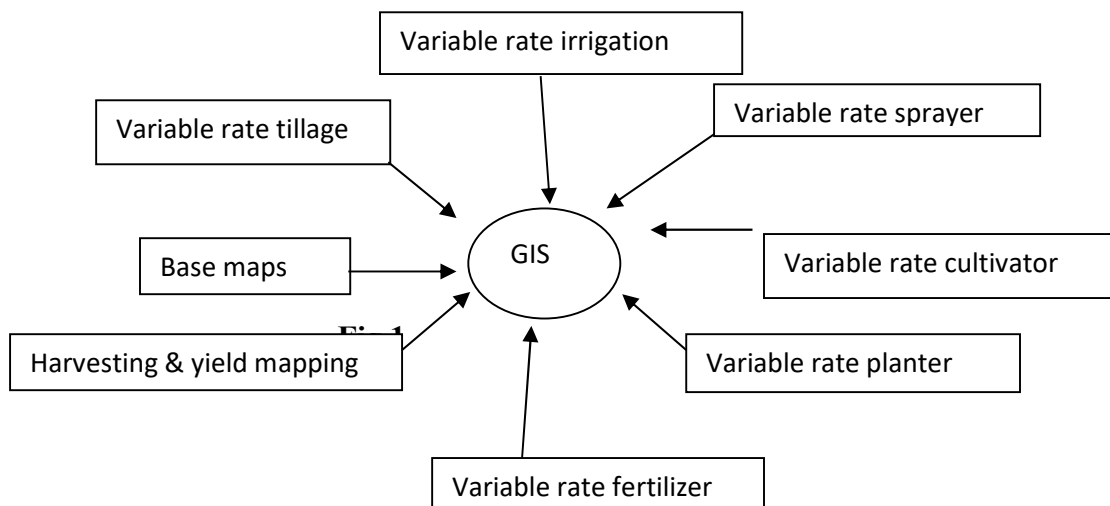 Variable rate irrigation
Variable rate sprayer
Variable rate tillage
GIS
Base maps
Variable rate cultivator
Harvesting & yield mapping
Variable rate planter
Variable rate fertilizer